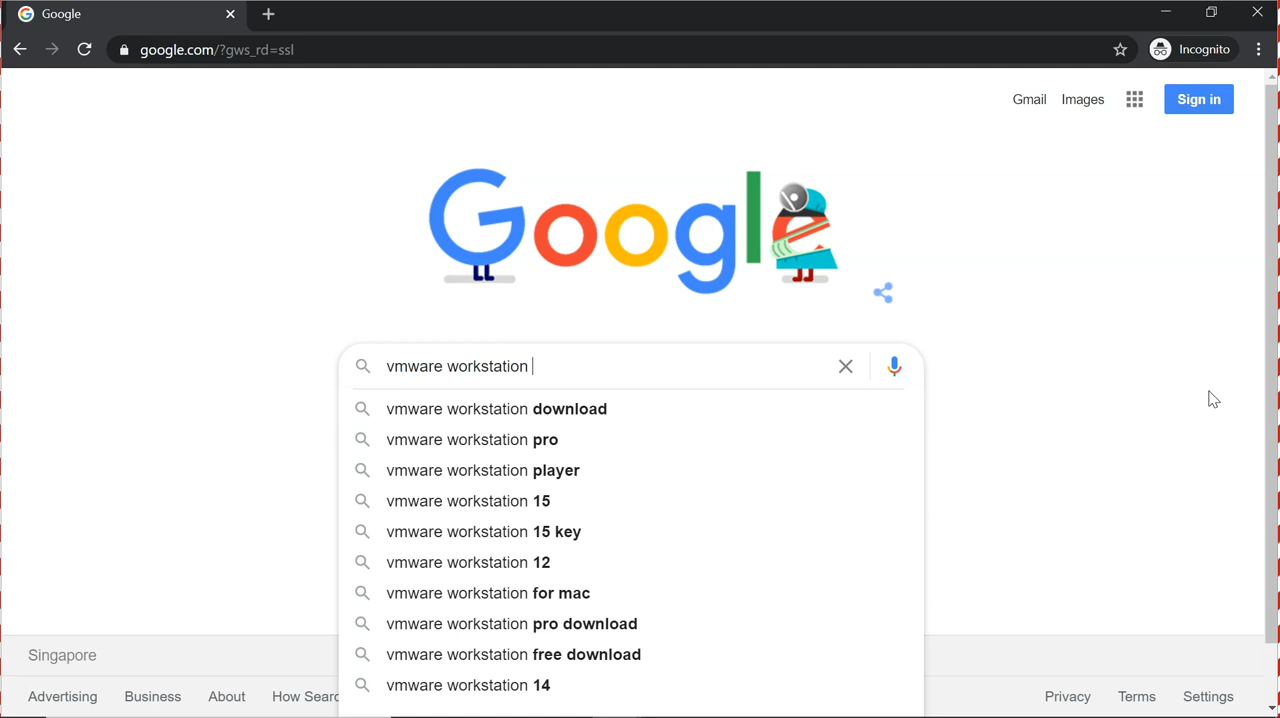 Google
google.com/?gws_rd=ssl
Incognito
Gmail Images
Sign in
Google
vmware workstation
vmware workstation download
vmware workstation pro
vmware workstation player
vmware workstation 15
vmware workstation 15 key
vmware workstation 12
vmware workstation for mac
vmware workstation pro download
vmware workstation free download
vmware workstation 14
Singapore
Advertising Business About How Searc
Privacy Terms Settings